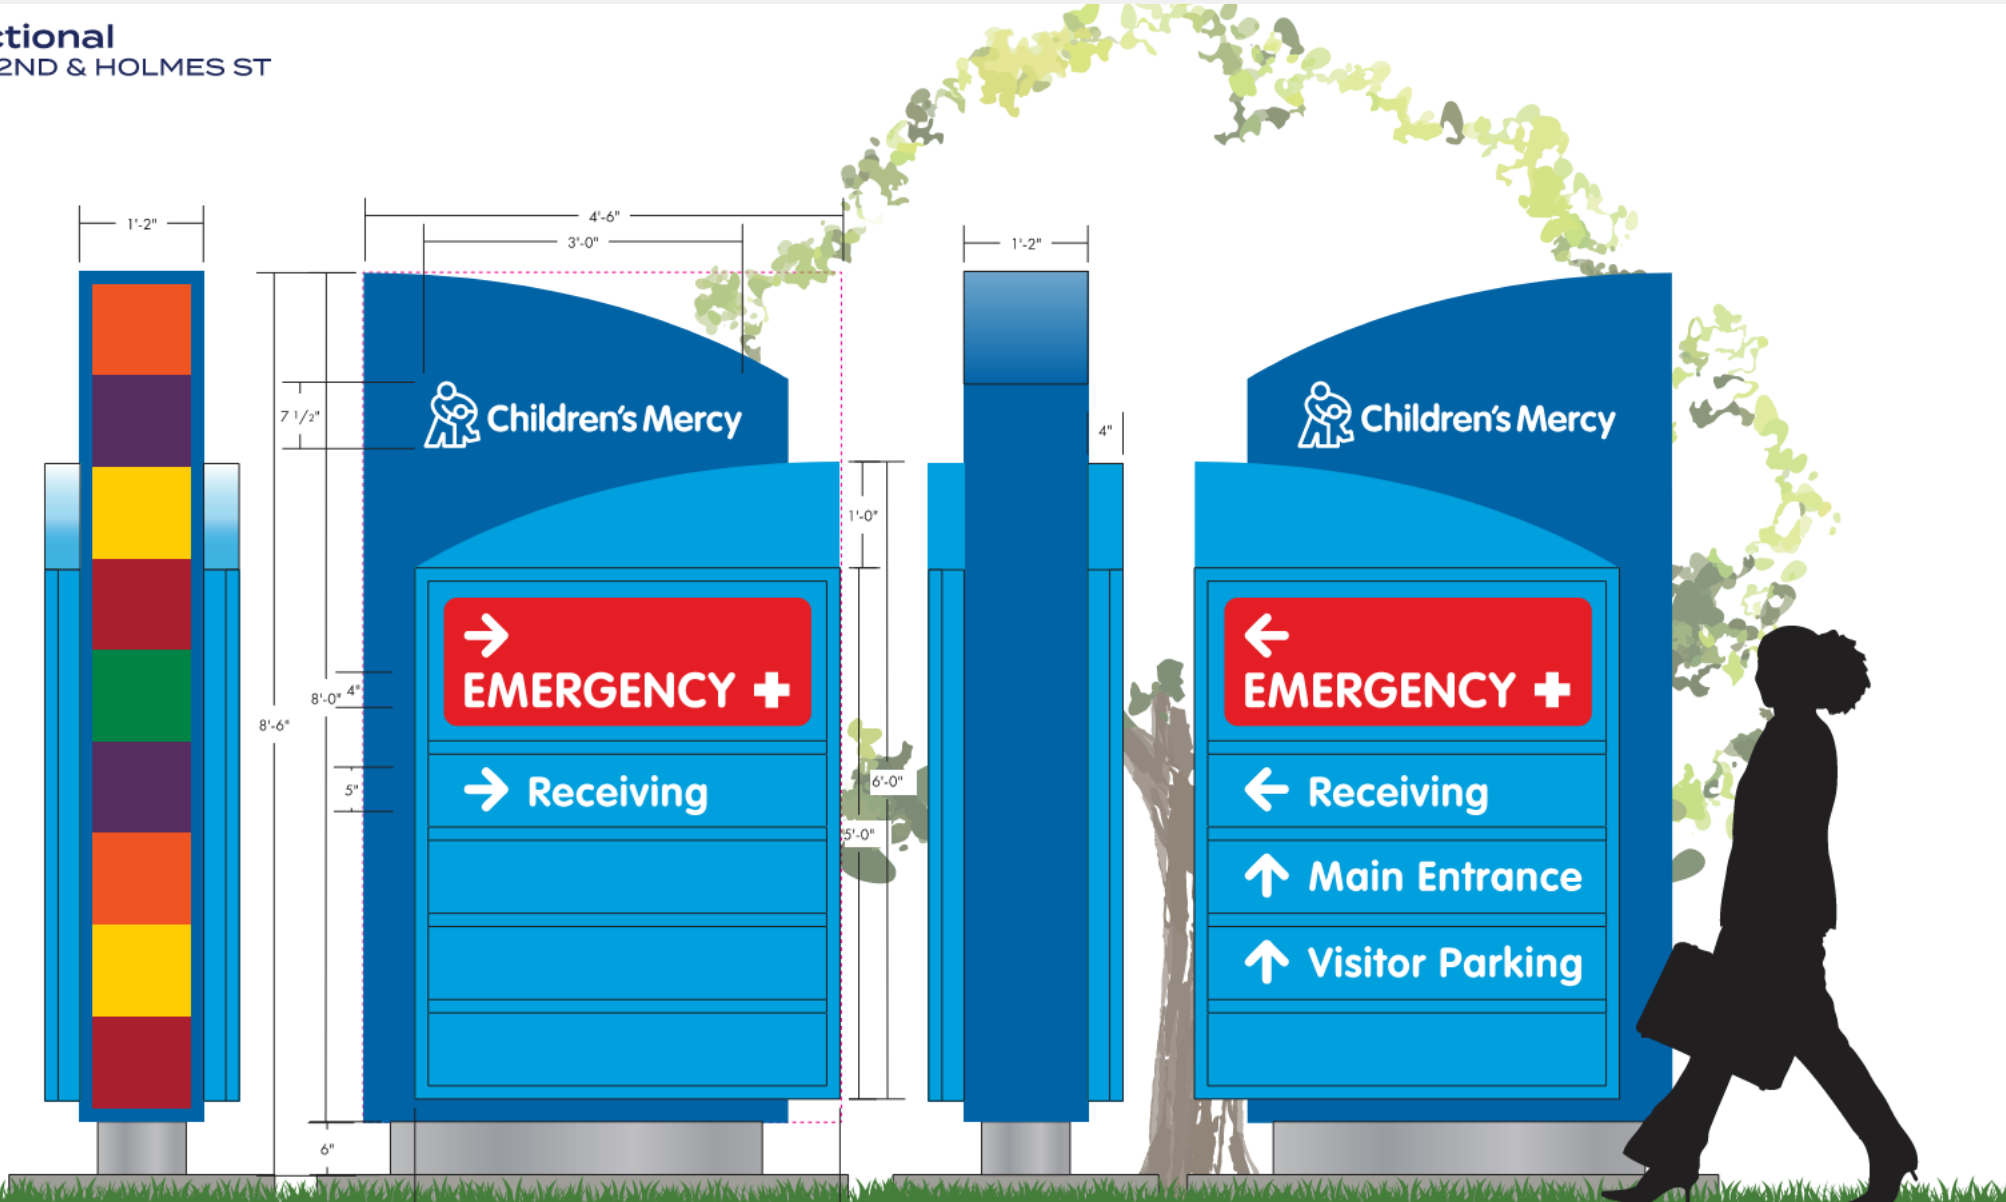 ctional
2ND & HOLMES ST
1'-2"
4'-6"
3'-0"
1'-2"
7 1/2"
Children's Mercy
4"
Children's Mercy
1'-0"
→
EMERGENCY +
←
EMERGENCY +
8'-0"
4"
8'-6"
6'-0"
5"
→ Receiving
← Receiving
5'-0"
↑ Main Entrance
↑ Visitor Parking
6"